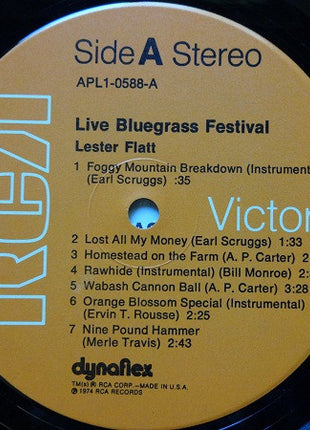 RCA
Side A Stereo
APL1-0588-A
Live Bluegrass Festival
Lester Flatt
1 Foggy Mountain Breakdown (Instrumental
(Earl Scruggs) :35
Victor
2 Lost All My Money (Earl Scruggs) 1:33
3 Homestead on the Farm (A. P. Carter) 2
4 Rawhide (Instrumental) (Bill Monroe) 2:
5 Wabash Cannon Ball (A. P. Carter) 3:28
6 Orange Blossom Special (Instrumental)
(Ervin T. Rousse) 2:25
7 Nine Pound Hammer
(Merle Travis) 2:43
dynaflex
TM(s) ® RCA CORP.—MADE IN U.S.A.
℗ 1974 RCA RECORDS